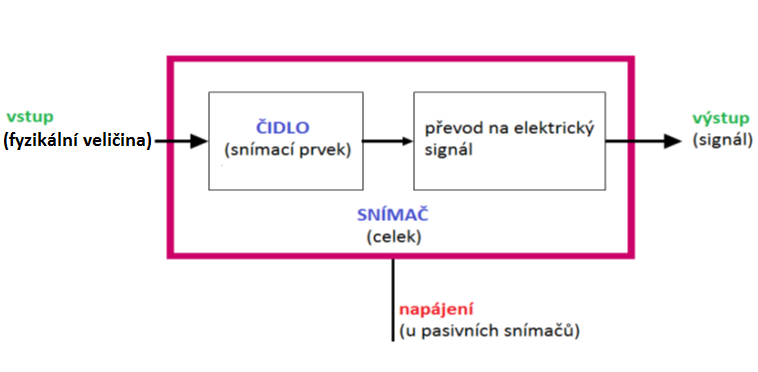 vstup
(fyzikální veličina)
ČIDLO
(snímací prvek)
převod na elektrický
signál
výstup
(signál)
SNÍMAČ
(celek)
napájení
(u pasivních snímačů)